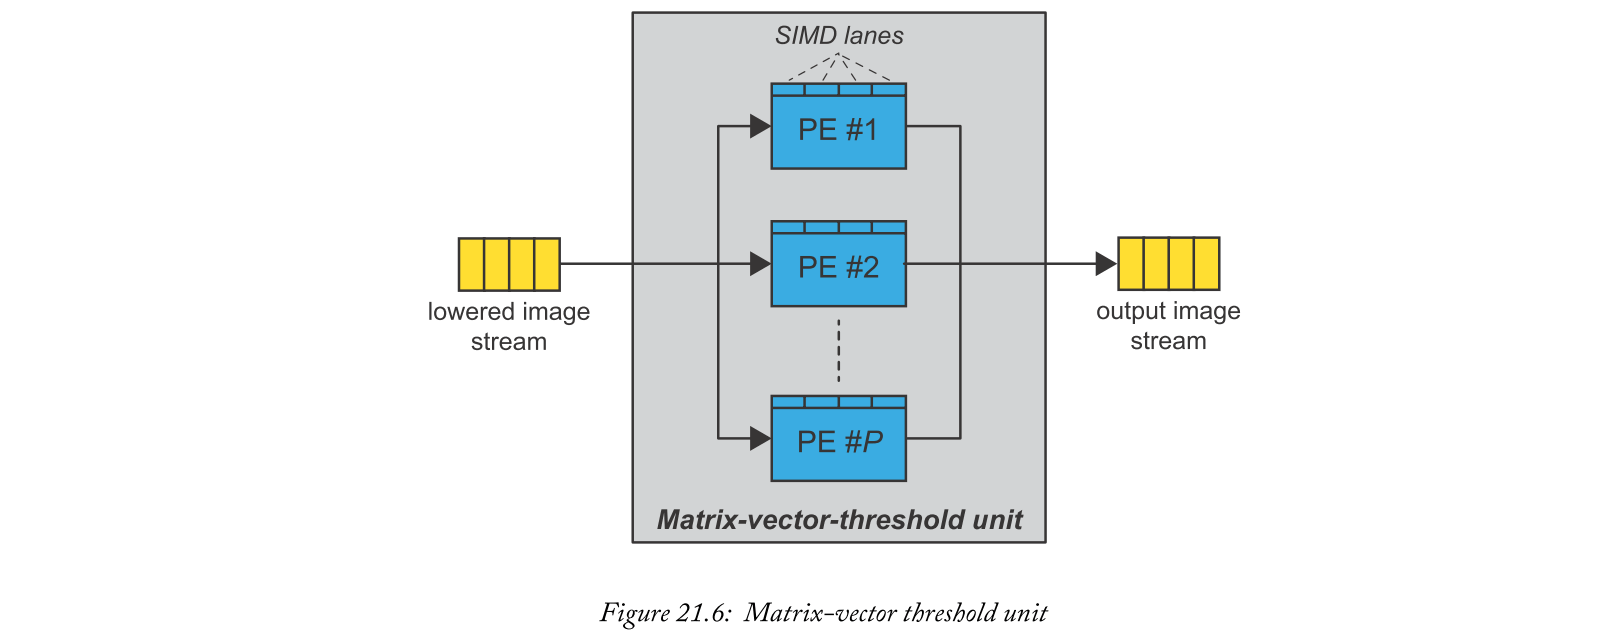 SIMD lanes
PE #1
PE #2
PE #P
lowered image
stream
output image
stream
Matrix-vector-threshold unit
Figure 21.6: Matrix-vector threshold unit